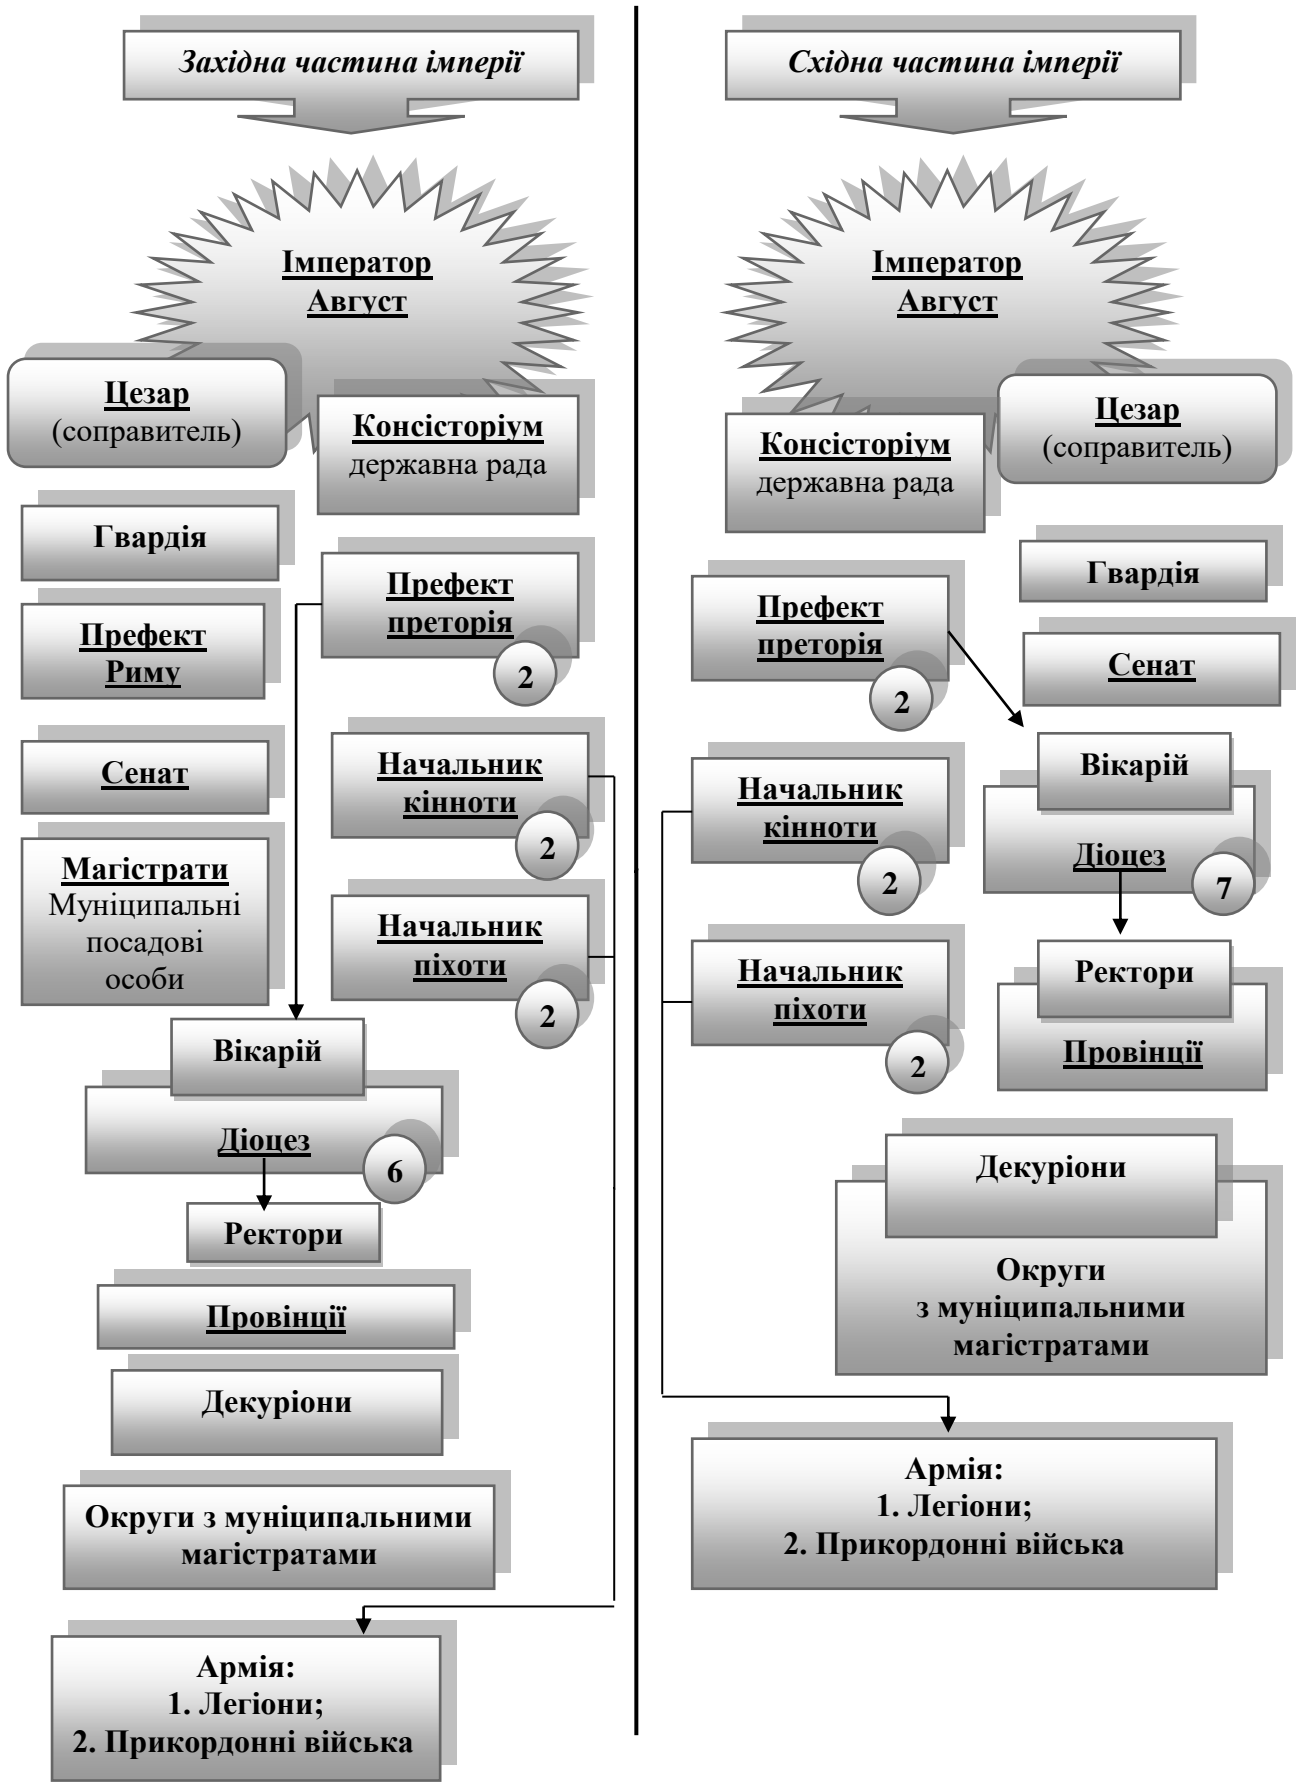 Західна частина імперії
Імператор
Август
Цезар
(соправитель)
Консісторіум
державна рада
Гвардія
Префект
преторія
2
Префект
Риму
Сенат
Начальник
кінноти
2
Магістрати
Муніципальні
посадові
особи
Начальник
піхоти
2
Вікарій
Діоцез
6
Ректори
Провінції
Декуріони
Округи з муніципальними
магістратами
Армія:
1. Легіони;
2. Прикордонні війська
Східна частина імперії
Імператор
Август
Цезар
(соправитель)
Консісторіум
державна рада
Гвардія
Префект
преторія
2
Сенат
Вікарій
Діоцез
7
Начальник
кінноти
2
Начальник
піхоти
2
Ректори
Провінції
Декуріони
Округи
з муніципальними
магістратами
Армія:
1. Легіони;
2. Прикордонні війська